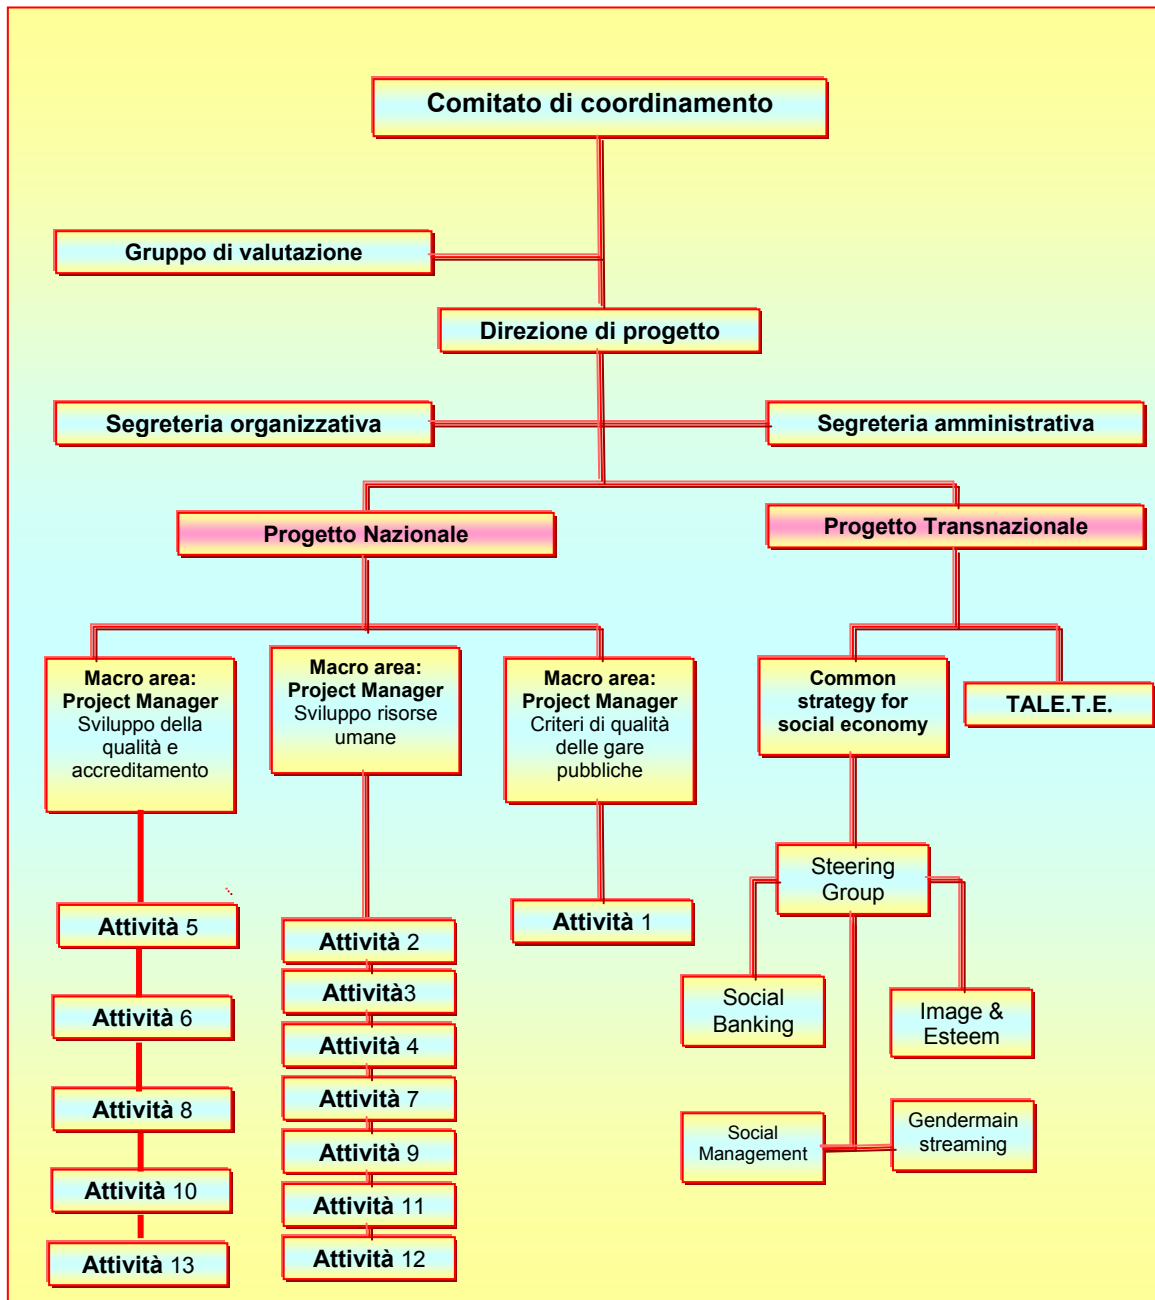 Comitato di coordinamento
Gruppo di valutazione
Direzione di progetto
Segreteria organizzativa
Segreteria amministrativa
Progetto Nazionale
Progetto Transnazionale
Macro area:
Project Manager
Sviluppo della
qualità e
accreditamento
Macro area:
Project Manager
Sviluppo risorse
umane
Macro area:
Project Manager
Criteri di qualità
delle gare
pubbliche
Common
strategy for
social economy
TALE.T.E.
Attività 5
Attività 6
Attività 8
Attività 10
Attività 13
Attività 2
Attività3
Attività 4
Attività 7
Attività 9
Attività 11
Attività 12
Attività 1
Steering
Group
Social
Banking
Image &
Esteem
Social
Management
Gendermain
streaming